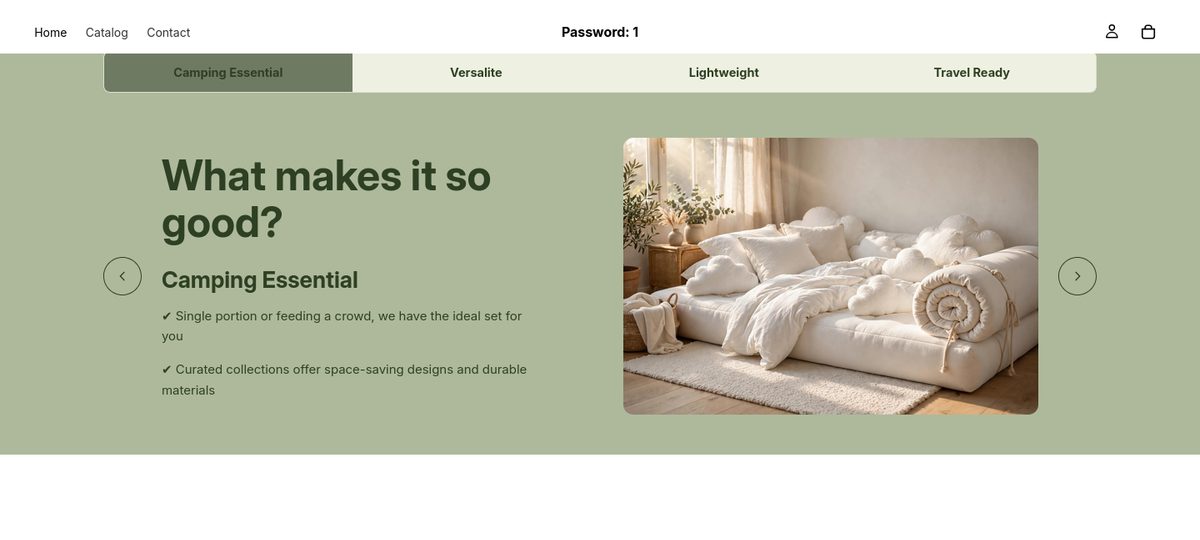 Home Catalog Contact Password: 1
Camping Essential Versalite Lightweight Travel Ready
What makes it so
good?
Camping Essential
✔ Single portion or feeding a crowd, we have the ideal set for
you
✔ Curated collections offer space-saving designs and durable
materials